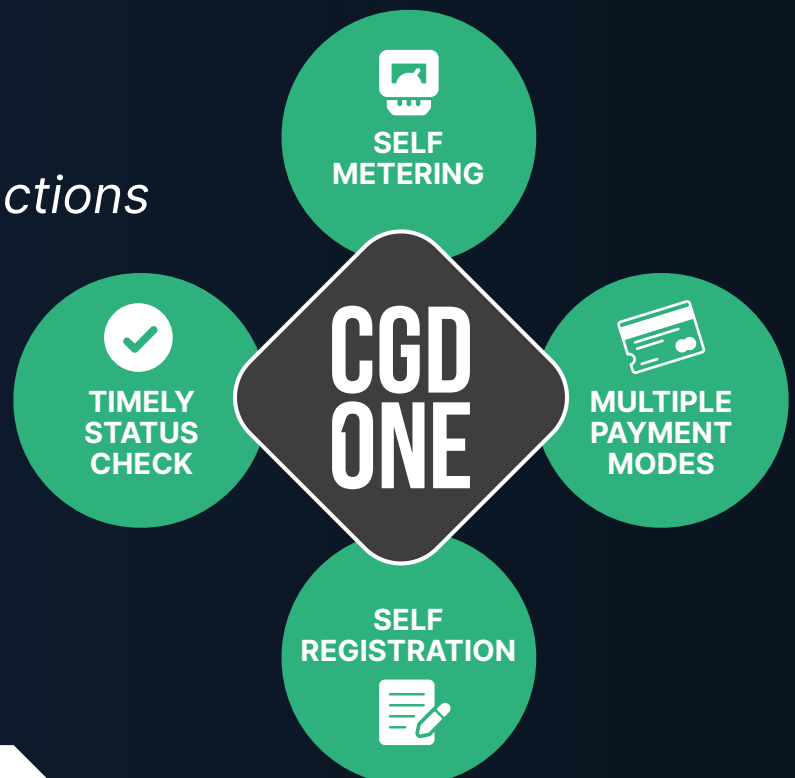 SELF
METERING
ctions
TIMELY
STATUS
CHECK
CGD
ONE
MULTIPLE
PAYMENT
MODES
SELF
REGISTRATION